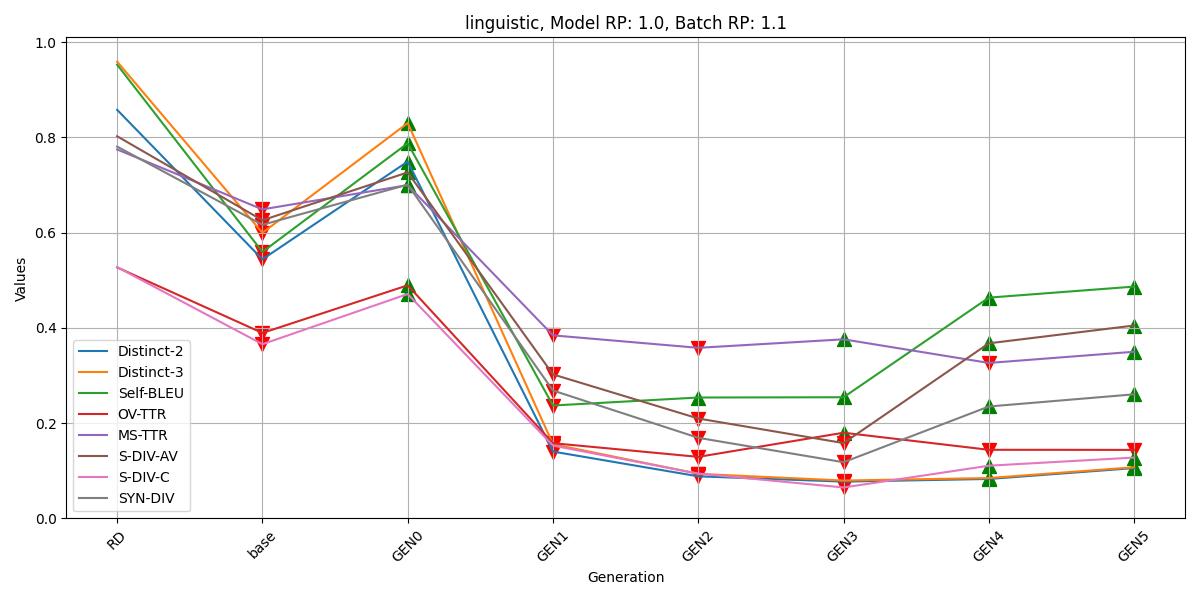 linguistic, Model RP: 1.0, Batch RP: 1.1
Values
1.0
0.8
0.6
0.4
0.2
0.0
Distinct-2
Distinct-3
Self-BLEU
OV-TTR
MS-TTR
S-DIV-AV
S-DIV-C
SYN-DIV
RD
base
GEN0
GEN1
GEN2
GEN3
GEN4
GEN5
Generation